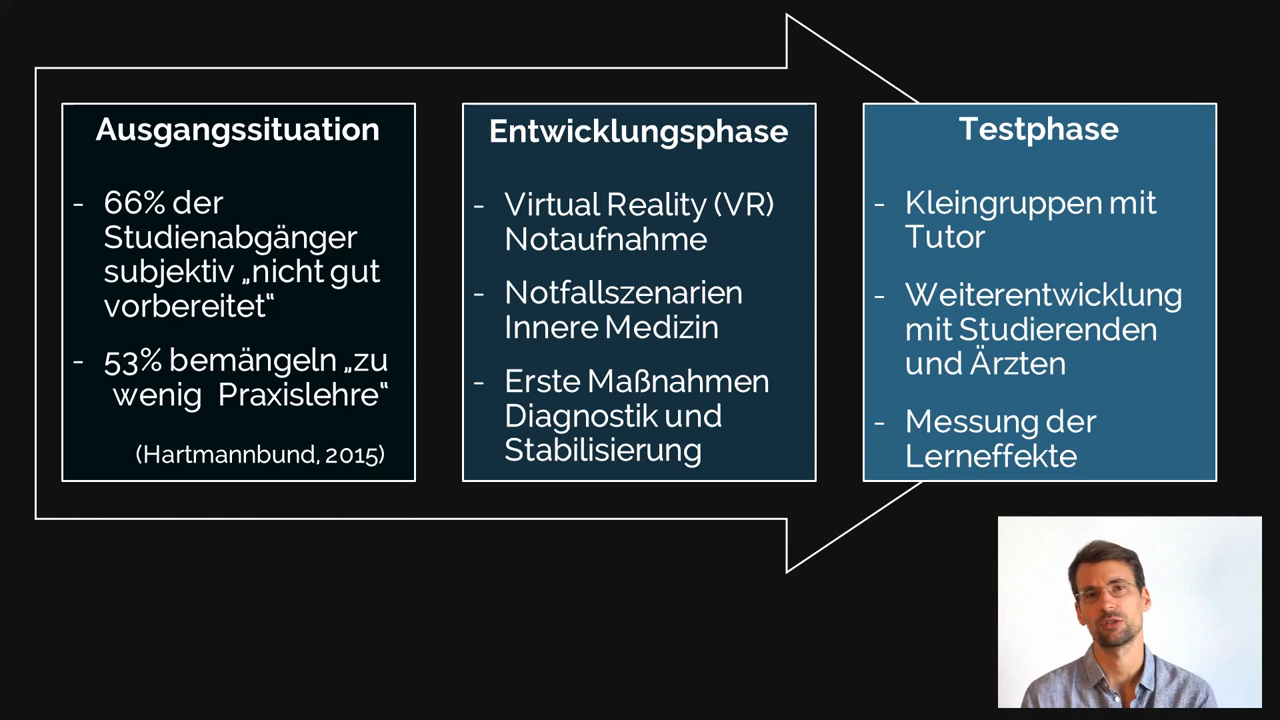 Ausgangssituation
- 66% der
Studienabgänger
subjektiv „nicht gut
vorbereitet“
- 53% bemängeln „zu
wenig Praxislehre“
(Hartmannbund, 2015)
Entwicklungsphase
- Virtual Reality (VR)
Notaufnahme
- Notfallszenarien
Innere Medizin
- Erste Maßnahmen
Diagnostik und
Stabilisierung
Testphase
- Kleingruppen mit
Tutor
- Weiterentwicklung
mit Studierenden
und Ärzten
- Messung der
Lerneffekte